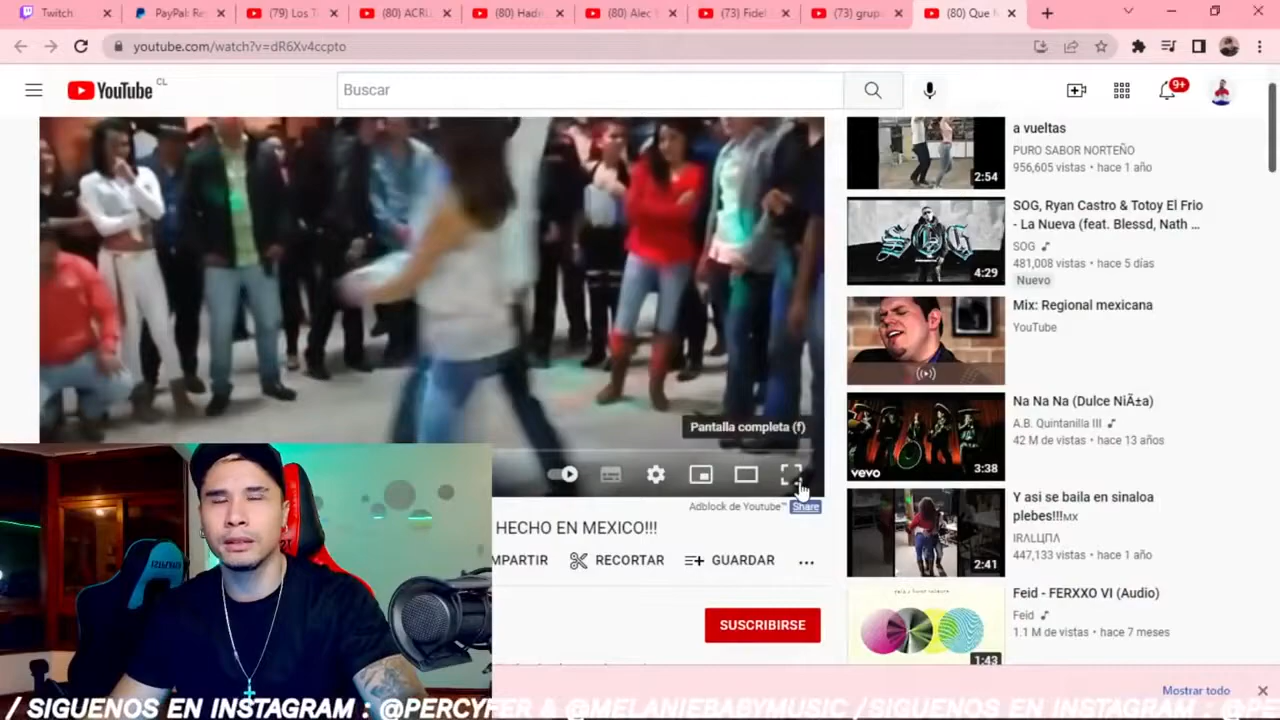 Twitch
PayPal: Re
(79) Los T
(80) ACRU
(80) Hadr
(80) Alec
(73) Fidel
(73) grup
(80) Que
youtube.com/watch?v=dR6Xv4ccpto
YouTube CL
Buscar
9+
a vueltas
PURO SABOR NORTEÑO
956,605 vistas • hace 1 año
2:54
SOG, Ryan Castro & Totoy El Frio
- La Nueva (feat. Blessd, Nath ...
SOG
481,008 vistas • hace 5 días
Nuevo
SOG
4:29
Mix: Regional mexicana
YouTube
Na Na Na (Dulce NiÃ±a)
A.B. Quintanilla III
42 M de vistas • hace 13 años
vevo
3:38
Y asi se baila en sinaloa
plebes!!!MX
IRΛLЦПΛ
447,133 vistas • hace 1 año
2:41
Feid - FERXXO VI (Audio)
Feid
1.1 M de vistas • hace 7 meses
1:43
Pantalla completa (f)
Adblock de Youtube™ Share
HECHO EN MEXICO!!!
MPARTIR
RECORTAR
GUARDAR
SUSCRIBIRSE
Mostrar todo
/ SIGUENOS EN INSTAGRAM : @PERCYFER & @MELANIEBABYMUSIC / SIGUENOS EN INSTAGRAM : @PE